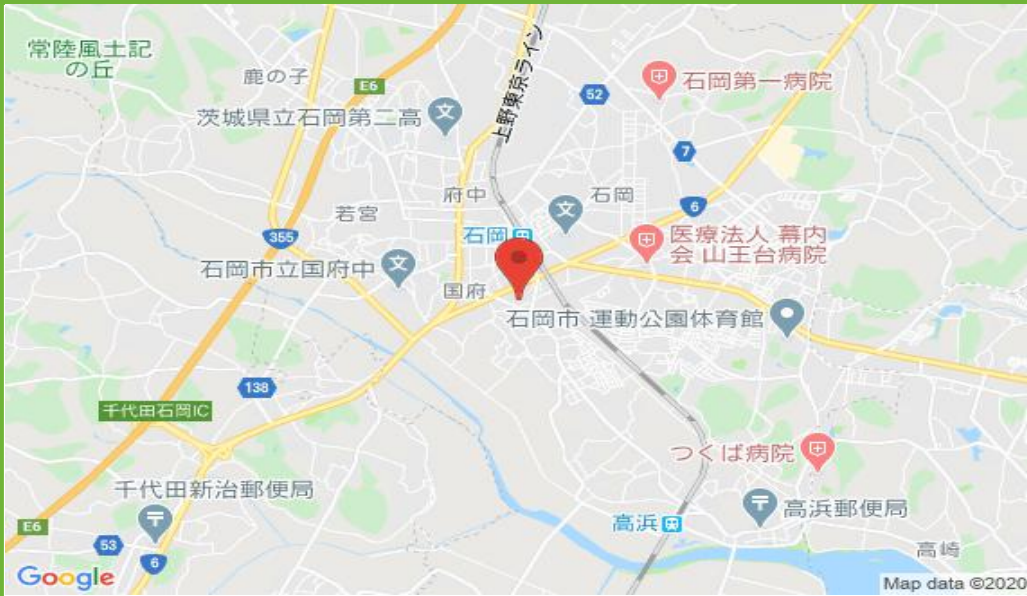 常陸風土記
の丘
鹿の子
E6
上野東京ライン
52
石岡第一病院
茨城県立石岡第二高
7
府中
石岡
若宮
6
355
石岡
医療法人 幕内
会 山王台病院
石岡市立国府中
国府
石岡市 運動公園体育館
138
千代田石岡IC
つくば病院
千代田新治郵便局
高浜郵便局
E6
高浜
53
6
高崎
Google
Map data ©2020